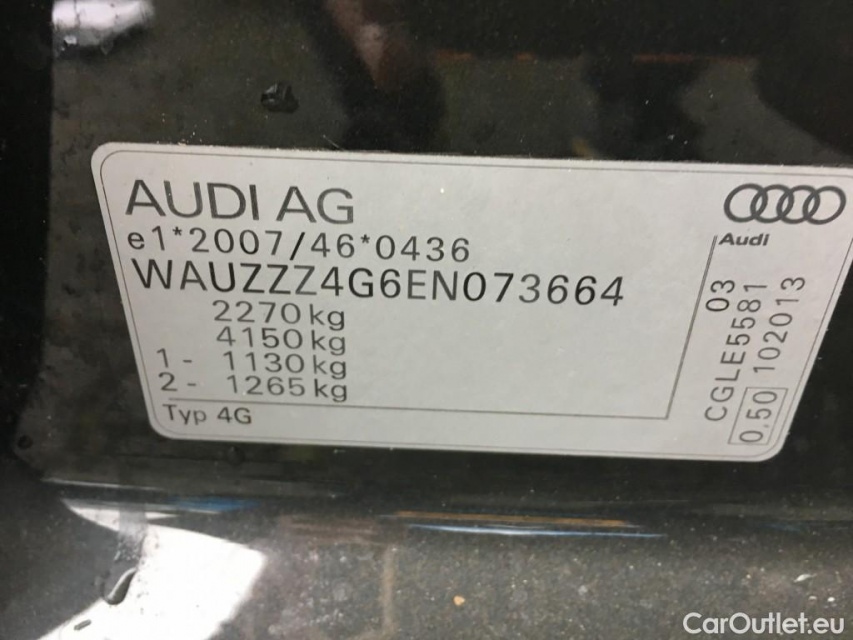 AUDI AG
e1*2007/46*0436
WAUZZZ4G6EN073664
2270 kg
4150 kg
1 - 1130 kg
2 - 1265 kg
Typ 4G
Audi
03
CGLE5581
0,50 102013
CarOutlet.eu